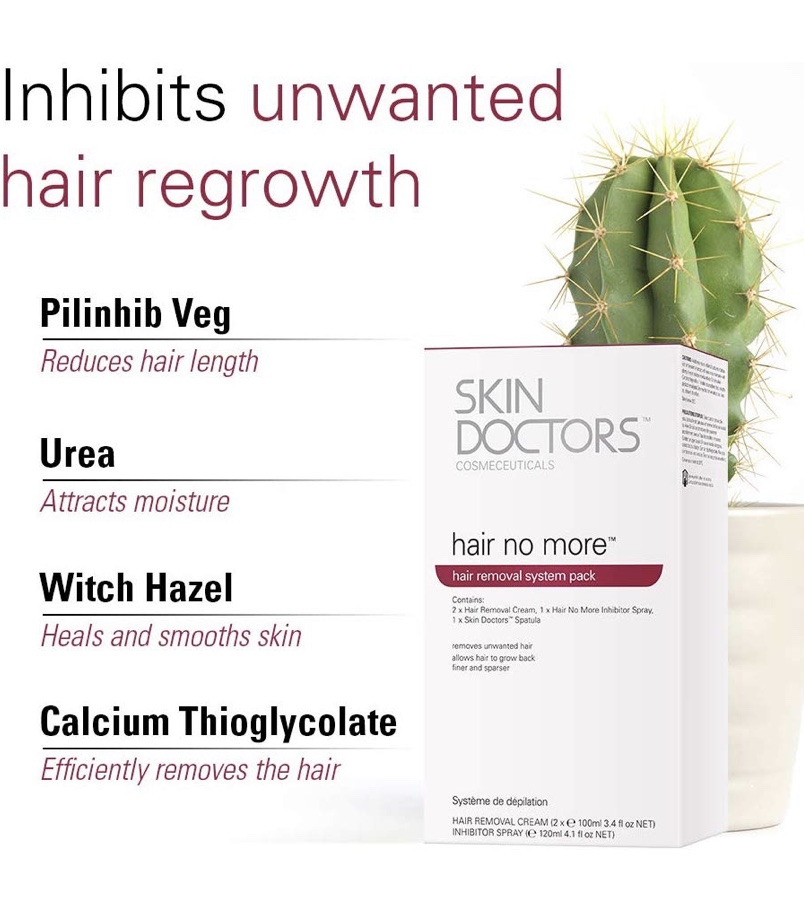 Inhibits unwanted
hair regrowth
Pilinhib Veg
Reduces hair length
Urea
Attracts moisture
Witch Hazel
Heals and smooths skin
Calcium Thioglycolate
Efficiently removes the hair
SKIN
DOCTORS™
COSMECEUTICALS
hair no more™
hair removal system pack
Contains:
2 x Hair Removal Cream, 1 x Hair No More Inhibitor Spray,
1 x Skin Doctors™ Spatula
removes unwanted hair
allows hair to grow back
finer and sparser
Système de dépilation
HAIR REMOVAL CREAM (2 x ℮ 100ml 3.4 fl oz NET)
INHIBITOR SPRAY (℮ 120ml 4.1 fl oz NET)